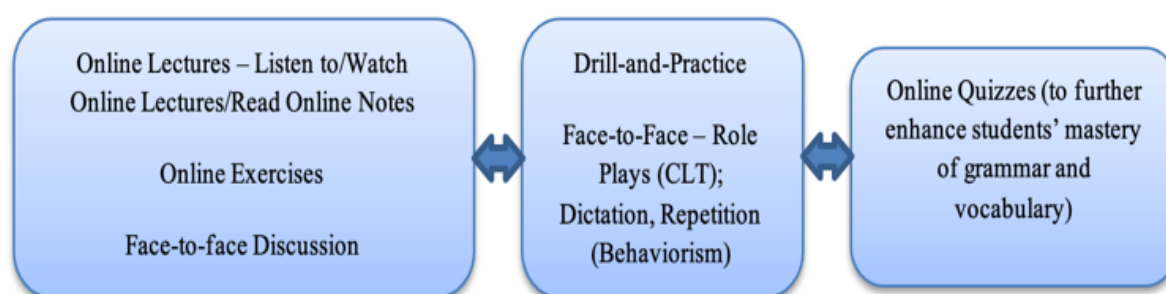 Online Lectures – Listen to/Watch
Online Lectures/Read Online Notes
Online Exercises
Face-to-face Discussion
Drill-and-Practice
Face-to-Face – Role
Plays (CLT);
Dictation, Repetition
(Behaviorism)
Online Quizzes (to further
enhance students’ mastery
of grammar and
vocabulary)